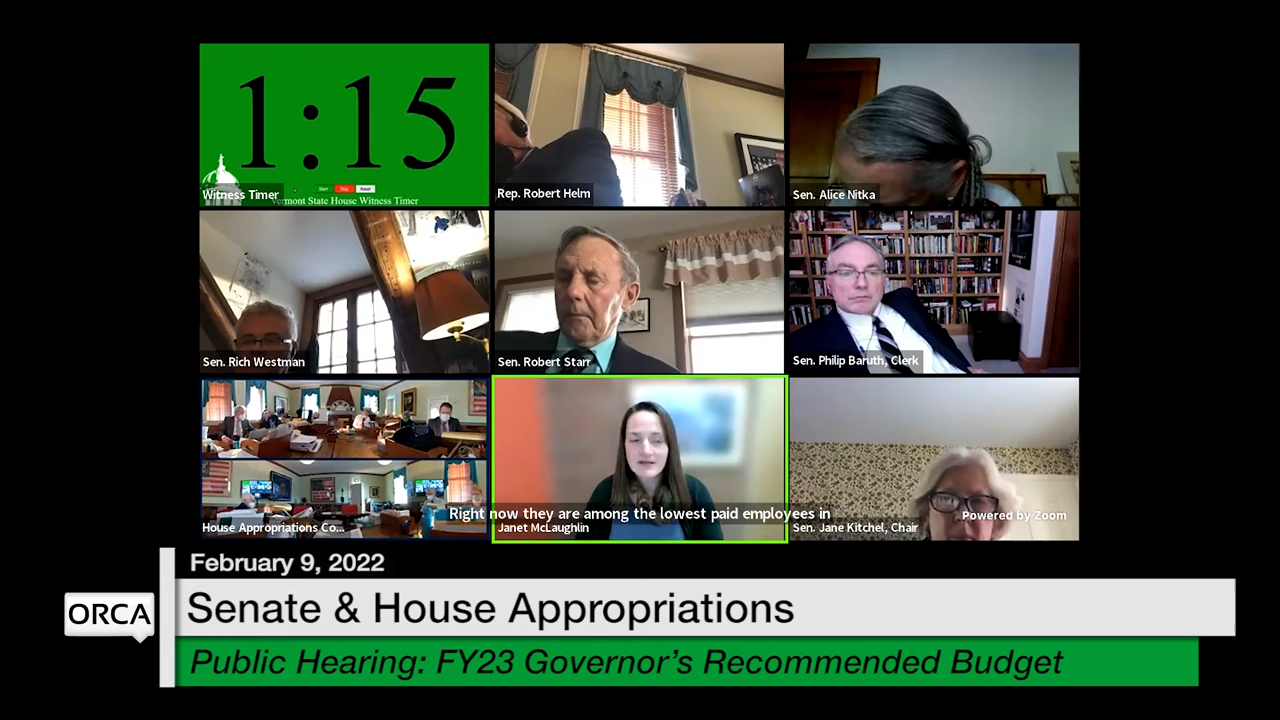 1:15
Start Stop Reset
Witness Timer
Vermont State House Witness Timer
Rep. Robert Helm
Sen. Alice Nitka
Sen. Rich Westman
Sen. Robert Starr
Sen. Philip Baruth, Clerk
House Appropriations Co...
Right now they are among the lowest paid employees in
Janet McLaughlin
Sen. Jane Kitchel, Chair
Powered by Zoom
February 9, 2022
ORCA
Senate & House Appropriations
Public Hearing: FY23 Governor's Recommended Budget